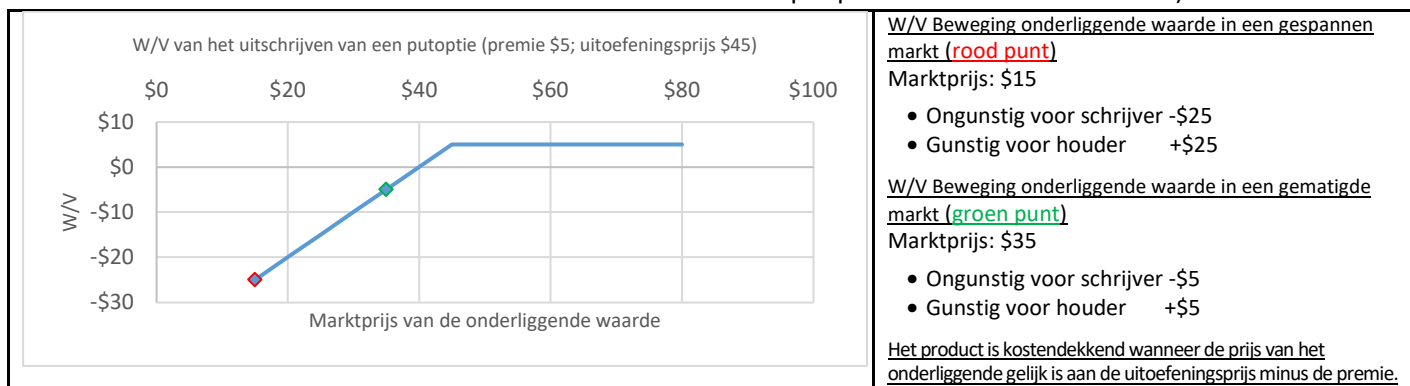 W/V van het uitschrijven van een putoptie (premie $5; uitoefeningsprijs $45)
$0 $20 $40 $60 $80 $100
$10
$0
-$10
-$20
-$30
W/V
Marktprijs van de onderliggende waarde
W/V Beweging onderliggende waarde in een gespannen
markt (rood punt)
Marktprijs: $15
• Ongunstig voor schrijver -$25
• Gunstig voor houder +$25
W/V Beweging onderliggende waarde in een gematigde
markt (groen punt)
Marktprijs: $35
• Ongunstig voor schrijver -$5
• Gunstig voor houder +$5
Het product is kostendekkend wanneer de prijs van het
onderliggende gelijk is aan de uitoefeningsprijs minus de premie.